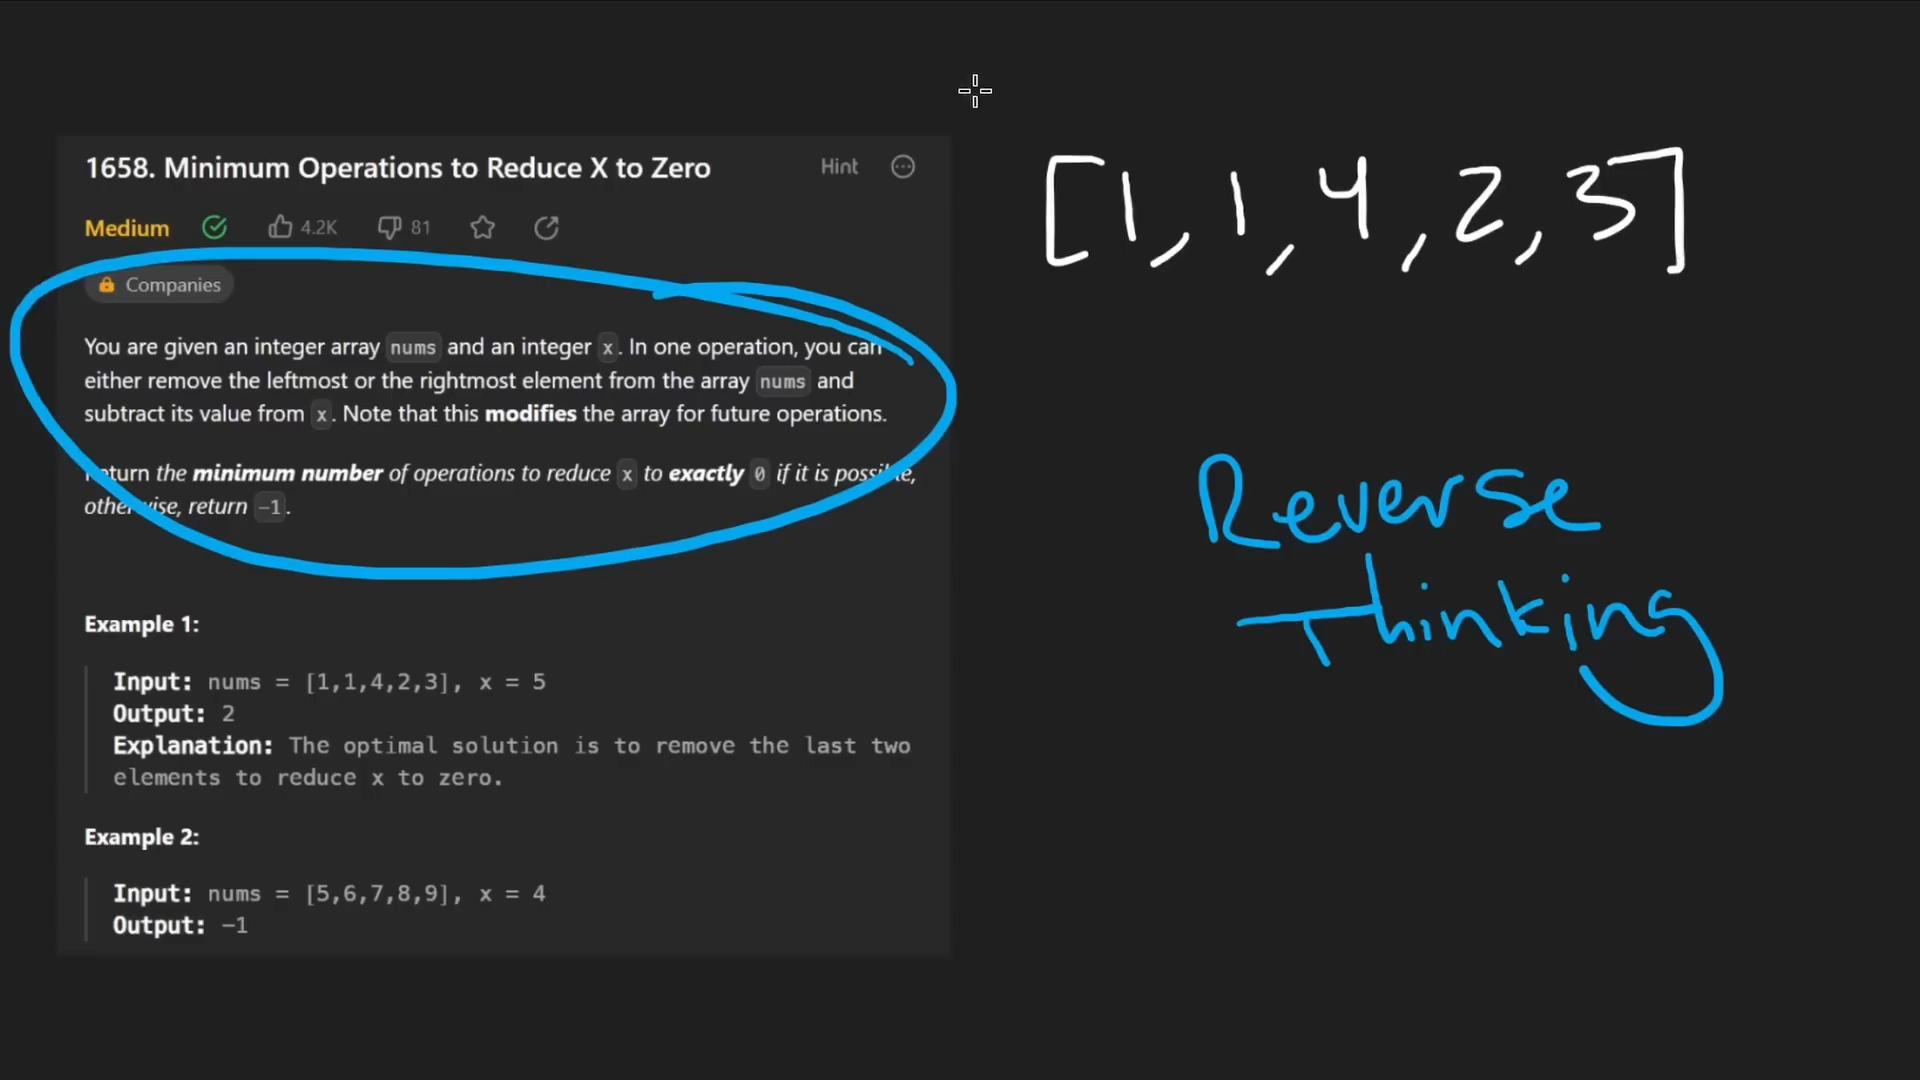 1658. Minimum Operations to Reduce X to Zero
Hint
Medium 4.2K 81
Companies
You are given an integer array nums and an integer x. In one operation, you can
either remove the leftmost or the rightmost element from the array nums and
subtract its value from x. Note that this modifies the array for future operations.
Return the minimum number of operations to reduce x to exactly 0 if it is possible,
otherwise, return -1.
Example 1:
Input: nums = [1,1,4,2,3], x = 5
Output: 2
Explanation: The optimal solution is to remove the last two
elements to reduce x to zero.
Example 2:
Input: nums = [5,6,7,8,9], x = 4
Output: -1
[1, 1, 4, 2, 3]
Reverse
Thinking